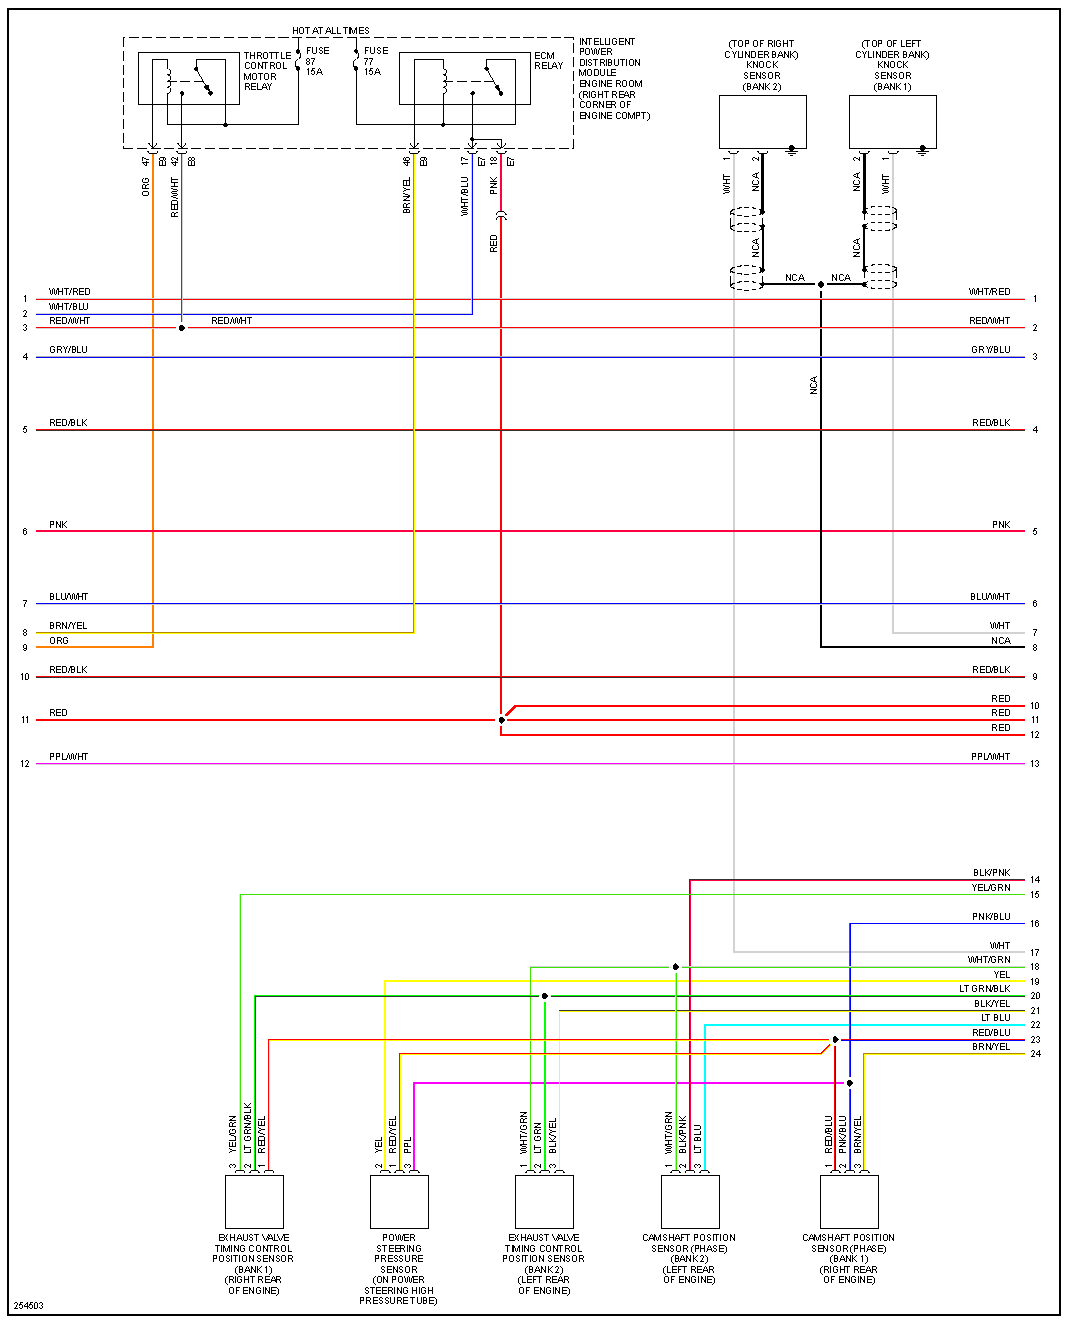 HOT AT ALL TIMES
THROTTLE
CONTROL
MOTOR
RELAY
FUSE
87
15A
FUSE
77
15A
ECM
RELAY
INTELLIGENT
POWER
DISTRIBUTION
MODULE
ENGINE ROOM
(RIGHT REAR
CORNER OF
ENGINE COMPT)
(TOP OF RIGHT
CYLINDER BANK)
KNOCK
SENSOR
(BANK 2)
(TOP OF LEFT
CYLINDER BANK)
KNOCK
SENSOR
(BANK 1)
47 E9
42 E8
46 E9
17 E7
18 E7
1 2
2 1
ORG
RED/WHT
BRN/YEL
WHT/BLU
PNK
RED
WHT
NCA
NCA
WHT
NCA
NCA
NCA NCA
NCA
1 WHT/RED WHT/RED 1
2 WHT/BLU
3 RED/WHT RED/WHT RED/WHT 2
4 GRY/BLU GRY/BLU 3
5 RED/BLK RED/BLK 4
6 PNK PNK 5
7 BLU/WHT BLU/WHT 6
8 BRN/YEL WHT 7
9 ORG NCA 8
10 RED/BLK RED/BLK 9
RED 10
11 RED RED 11
RED 12
12 PPL/WHT PPL/WHT 13
BLK/PNK 14
YEL/GRN 15
PNK/BLU 16
WHT 17
WHT/GRN 18
YEL 19
LT GRN/BLK 20
BLK/YEL 21
LT BLU 22
RED/BLU 23
BRN/YEL 24
3 YEL/GRN
2 LT GRN/BLK
1 RED/YEL
2 YEL
1 RED/YEL
3 PPL
1 WHT/GRN
2 LT GRN
3 BLK/YEL
1 WHT/GRN
2 BLK/PNK
3 LT BLU
1 RED/BLU
2 PNK/BLU
3 BRN/YEL
EXHAUST VALVE
TIMING CONTROL
POSITION SENSOR
(BANK 1)
(RIGHT REAR
OF ENGINE)
POWER
STEERING
PRESSURE
SENSOR
(ON POWER
STEERING HIGH
PRESSURE TUBE)
EXHAUST VALVE
TIMING CONTROL
POSITION SENSOR
(BANK 2)
(LEFT REAR
OF ENGINE)
CAMSHAFT POSITION
SENSOR (PHASE)
(BANK 2)
(LEFT REAR
OF ENGINE)
CAMSHAFT POSITION
SENSOR (PHASE)
(BANK 1)
(RIGHT REAR
OF ENGINE)
254503